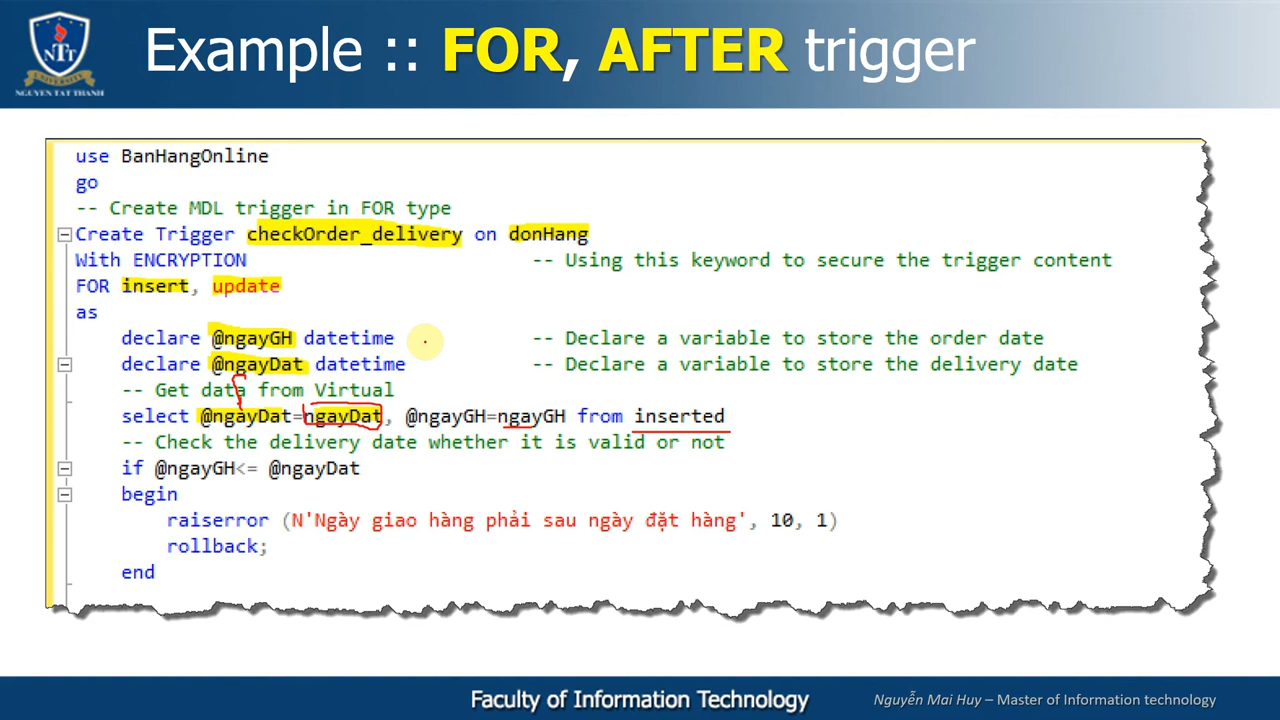 NTT
UNIVERSITY
NGUYEN TAT THANH
Example :: FOR, AFTER trigger
use BanHangOnline
go
-- Create MDL trigger in FOR type
Create Trigger checkOrder_delivery on donHang
With ENCRYPTION -- Using this keyword to secure the trigger content
FOR insert, update
as
declare @ngayGH datetime -- Declare a variable to store the order date
declare @ngayDat datetime -- Declare a variable to store the delivery date
-- Get data from Virtual
select @ngayDat=ngayDat, @ngayGH=ngayGH from inserted
-- Check the delivery date whether it is valid or not
if @ngayGH<= @ngayDat
begin
raiserror (N'Ngày giao hàng phải sau ngày đặt hàng', 10, 1)
rollback;
end
Faculty of Information Technology
Nguyễn Mai Huy – Master of Information technology